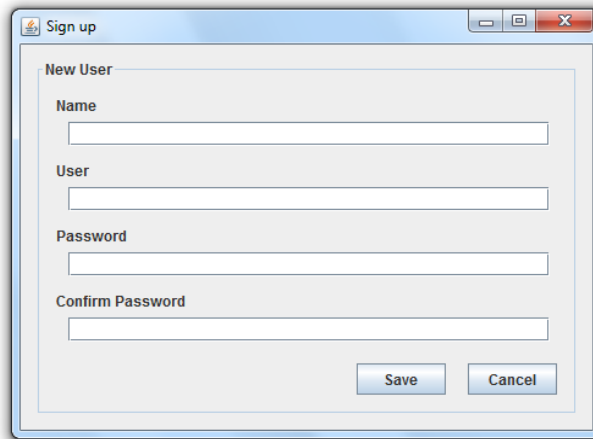 Sign up
New User
Name
User
Password
Confirm Password
Save Cancel